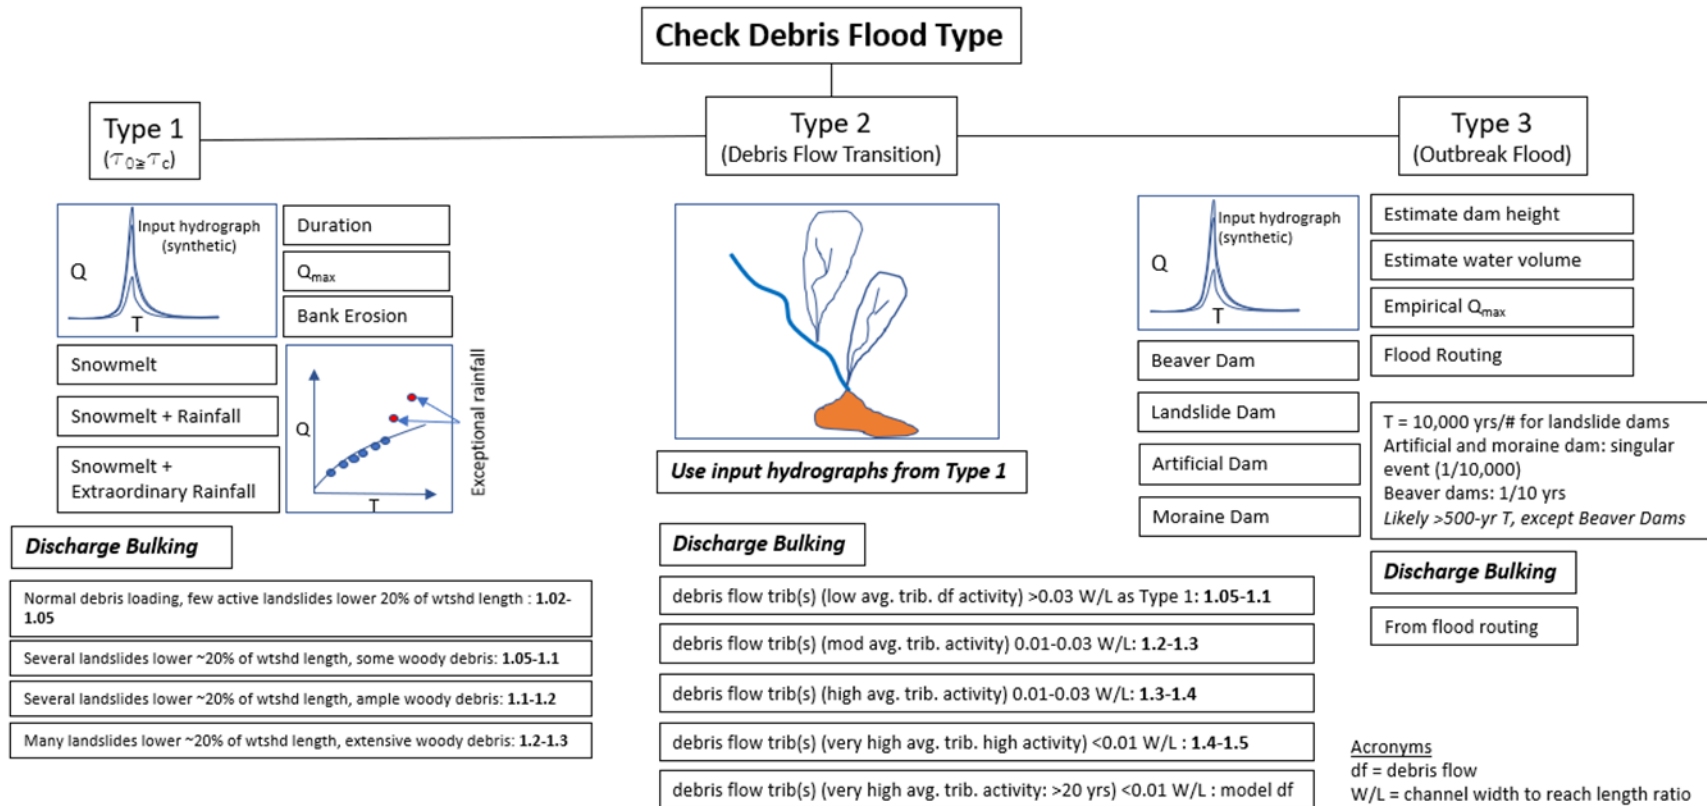 Check Debris Flood Type
Type 1
(τ0≥τc)
Type 2
(Debris Flow Transition)
Type 3
(Outbreak Flood)
Input hydrograph
(synthetic)
Q
T
Duration
Qmax
Bank Erosion
Snowmelt
Snowmelt + Rainfall
Snowmelt +
Extraordinary Rainfall
Q
T
Exceptional rainfall
Discharge Bulking
Normal debris loading, few active landslides lower 20% of wtshd length : 1.02-
1.05
Several landslides lower ~20% of wtshd length, some woody debris: 1.05-1.1
Several landslides lower ~20% of wtshd length, ample woody debris: 1.1-1.2
Many landslides lower ~20% of wtshd length, extensive woody debris: 1.2-1.3
Use input hydrographs from Type 1
Discharge Bulking
debris flow trib(s) (low avg. trib. df activity) >0.03 W/L as Type 1: 1.05-1.1
debris flow trib(s) (mod avg. trib. activity) 0.01-0.03 W/L: 1.2-1.3
debris flow trib(s) (high avg. trib. activity) 0.01-0.03 W/L: 1.3-1.4
debris flow trib(s) (very high avg. trib. high activity) <0.01 W/L : 1.4-1.5
debris flow trib(s) (very high avg. trib. activity: >20 yrs) <0.01 W/L : model df
Input hydrograph
(synthetic)
Q
T
Beaver Dam
Landslide Dam
Artificial Dam
Moraine Dam
Estimate dam height
Estimate water volume
Empirical Qmax
Flood Routing
T = 10,000 yrs/# for landslide dams
Artificial and moraine dam: singular
event (1/10,000)
Beaver dams: 1/10 yrs
Likely >500-yr T, except Beaver Dams
Discharge Bulking
From flood routing
Acronyms
df = debris flow
W/L = channel width to reach length ratio